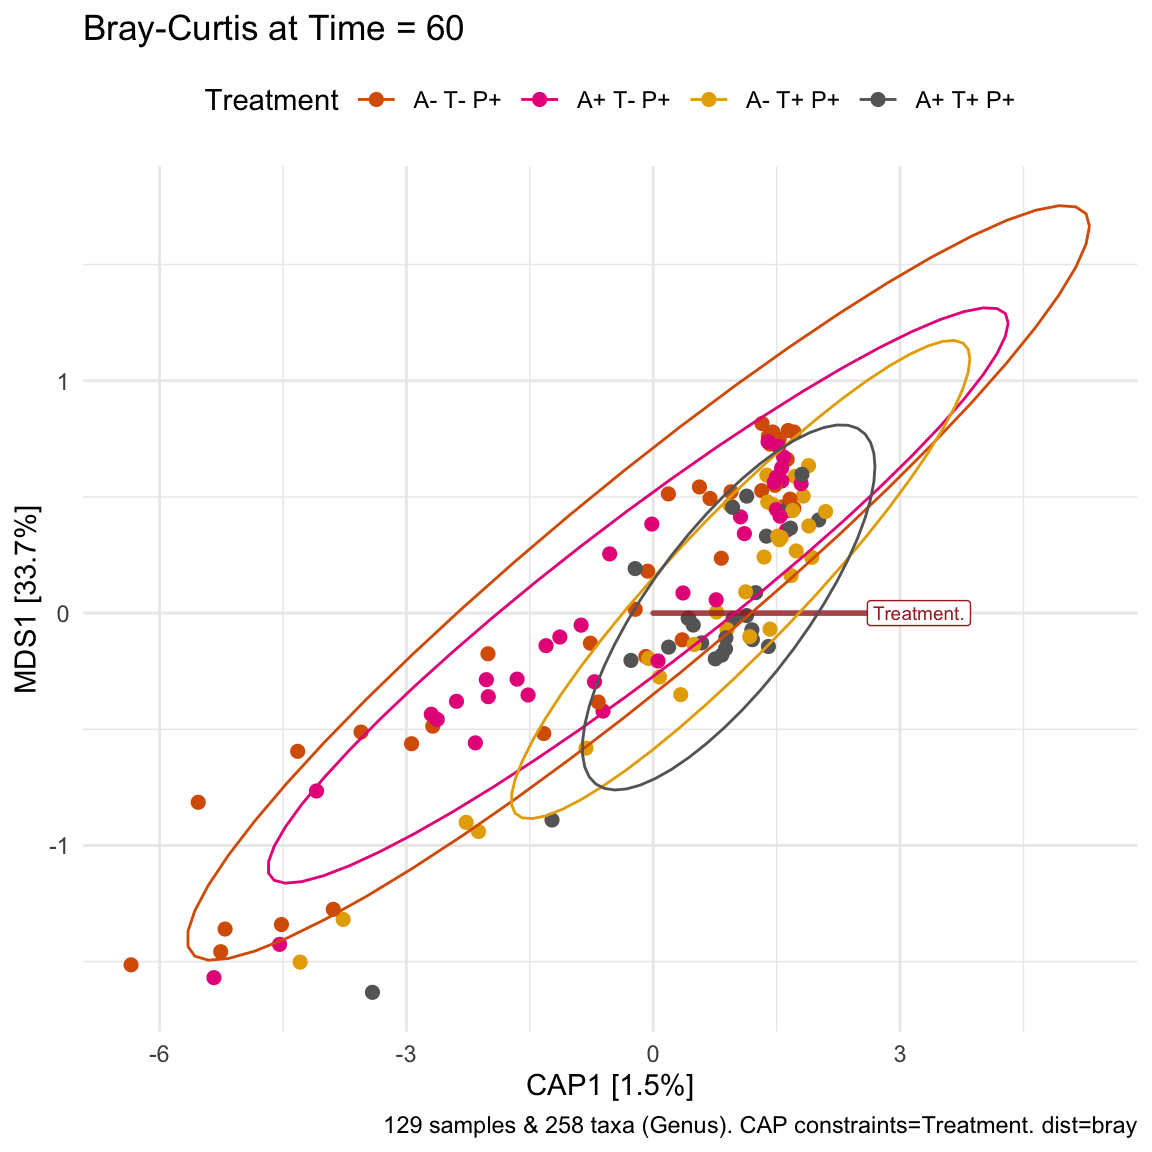 Bray-Curtis at Time = 60
Treatment A- T- P+ A+ T- P+ A- T+ P+ A+ T+ P+
1
0
-1
MDS1 [33.7%]
Treatment.
-6 -3 0 3
CAP1 [1.5%]
129 samples & 258 taxa (Genus). CAP constraints=Treatment. dist=bray